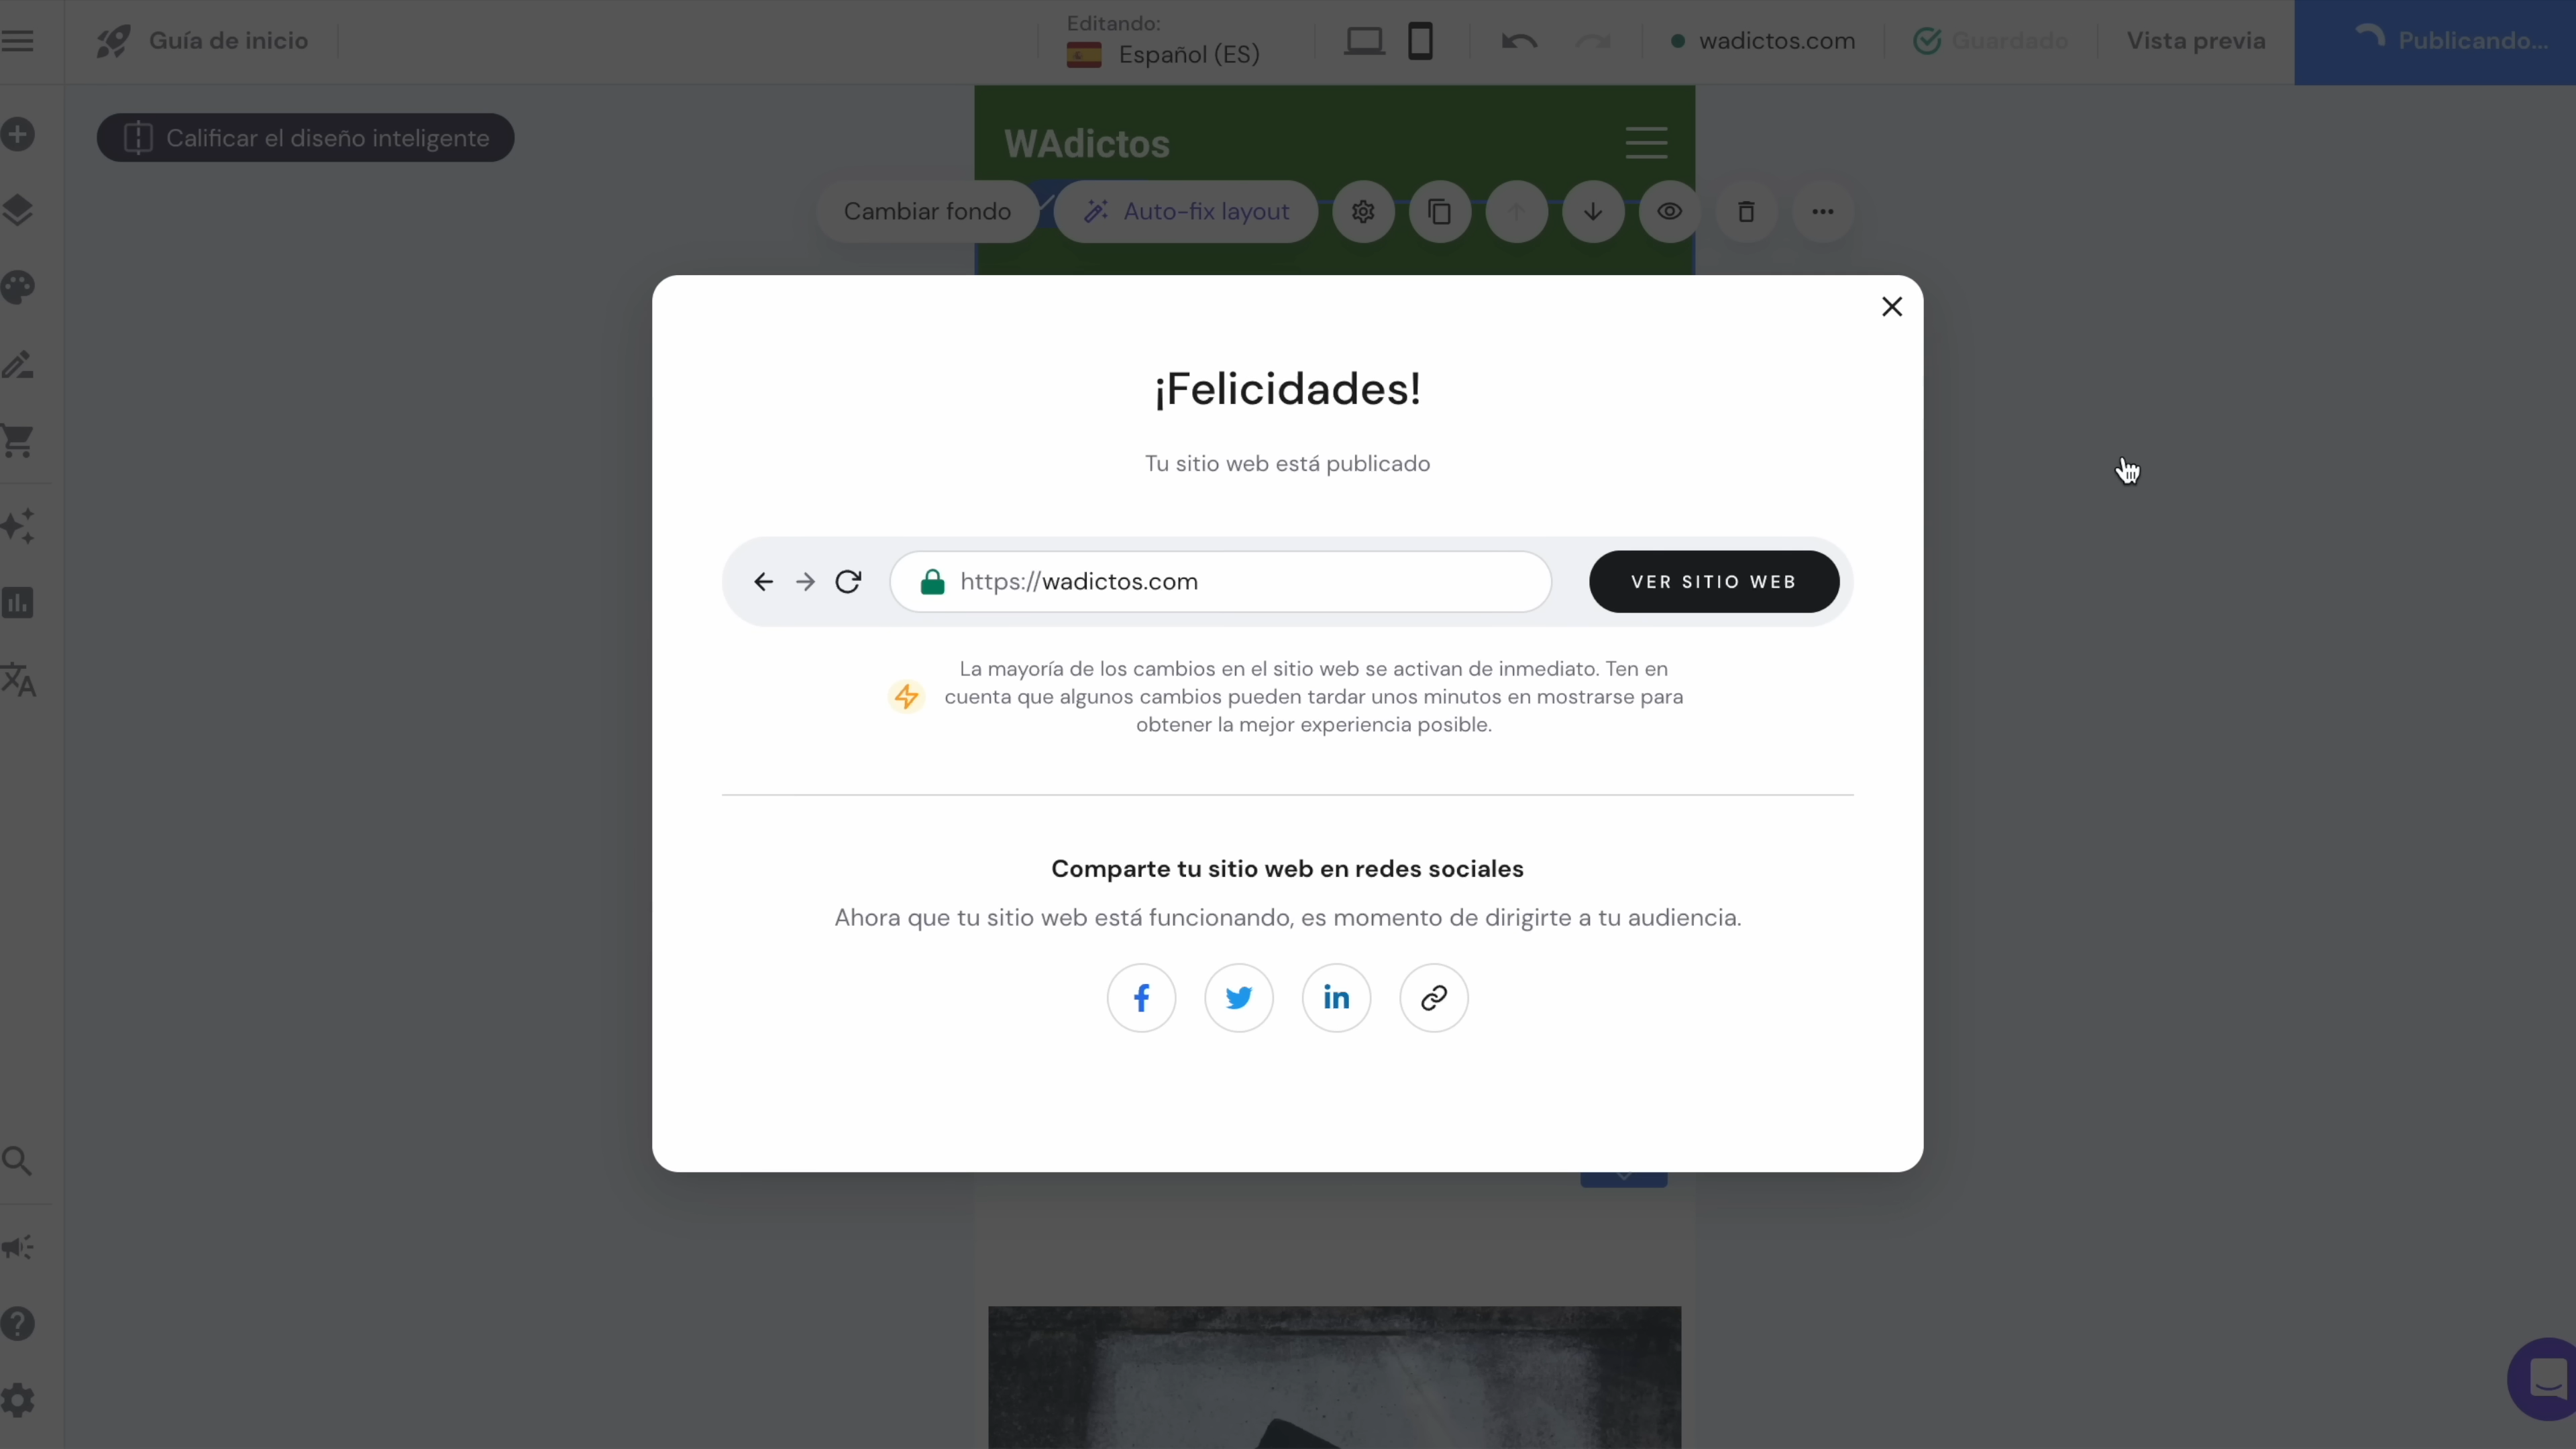 Guía de inicio
Editando:
Español (ES)
wadictos.com
Guardado
Vista previa
Publicando...
Calificar el diseño inteligente
WAdictos
Cambiar fondo
Auto-fix layout
¡Felicidades!
Tu sitio web está publicado
https://wadictos.com
VER SITIO WEB
La mayoría de los cambios en el sitio web se activan de inmediato. Ten en
cuenta que algunos cambios pueden tardar unos minutos en mostrarse para
obtener la mejor experiencia posible.
Comparte tu sitio web en redes sociales
Ahora que tu sitio web está funcionando, es momento de dirigirte a tu audiencia.